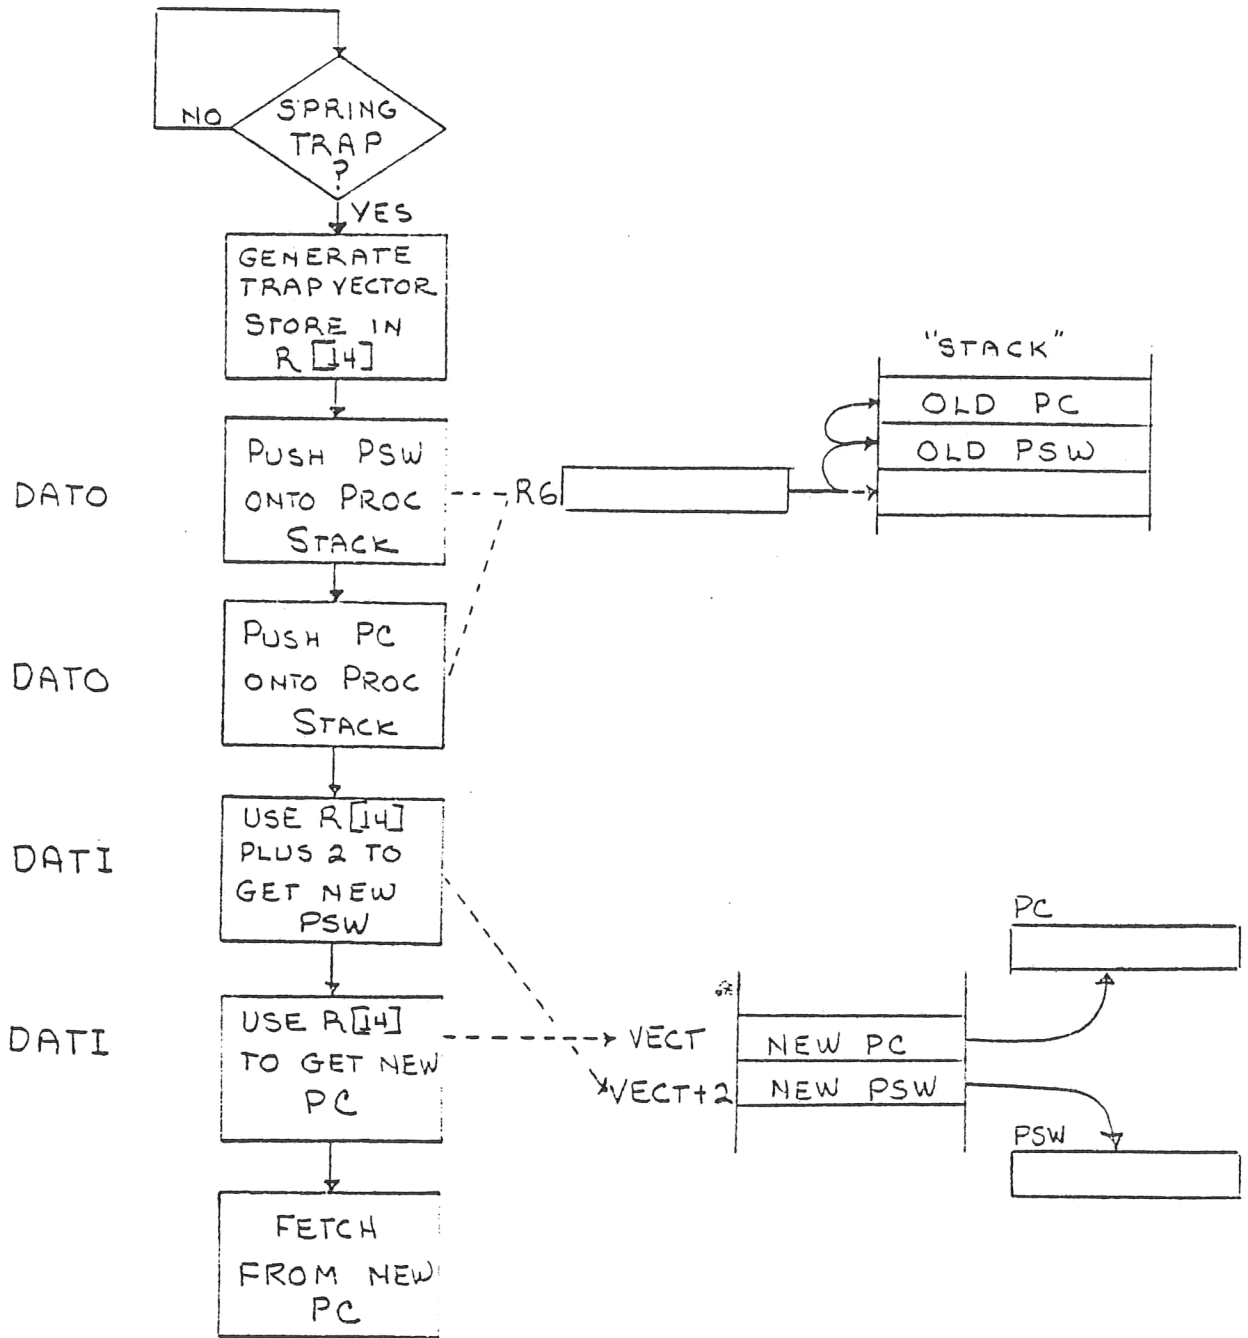 NO
SPRING
TRAP
?
YES
GENERATE
TRAP VECTOR
STORE IN
R [14]
"STACK"
OLD PC
OLD PSW
DATO
PUSH PSW
ONTO PROC
STACK
R6
DATO
PUSH PC
ONTO PROC
STACK
DATI
USE R[14]
PLUS 2 TO
GET NEW
PSW
PC
DATI
USE R[14]
TO GET NEW
PC
VECT
NEW PC
VECT+2
NEW PSW
PSW
FETCH
FROM NEW
PC